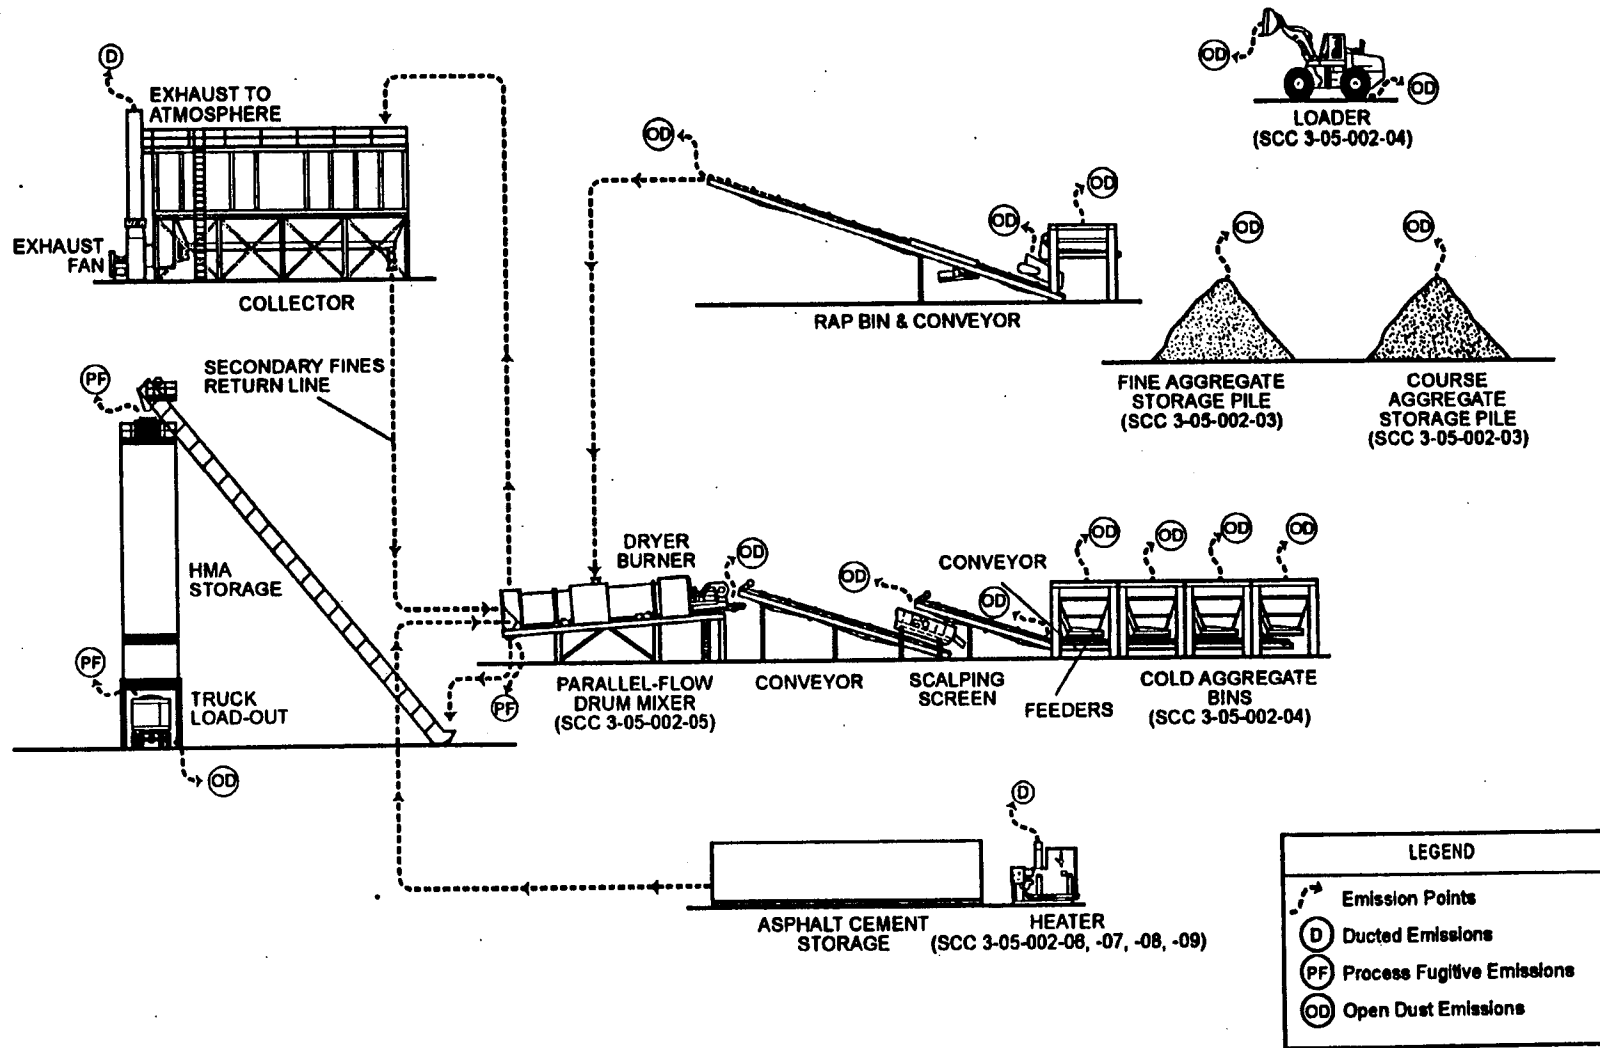 D
EXHAUST TO
ATMOSPHERE
EXHAUST
FAN
COLLECTOR
OD
OD
LOADER
(SCC 3-05-002-04)
OD
OD
OD
RAP BIN & CONVEYOR
OD
OD
FINE AGGREGATE
STORAGE PILE
(SCC 3-05-002-03)
COURSE
AGGREGATE
STORAGE PILE
(SCC 3-05-002-03)
SECONDARY FINES
RETURN LINE
PF
HMA
STORAGE
PF
TRUCK
LOAD-OUT
OD
DRYER
BURNER
OD
PF
PARALLEL-FLOW
DRUM MIXER
(SCC 3-05-002-05)
CONVEYOR
OD
SCALPING
SCREEN
CONVEYOR
OD
FEEDERS
OD
OD
OD
OD
COLD AGGREGATE
BINS
(SCC 3-05-002-04)
D
ASPHALT CEMENT
STORAGE
HEATER
(SCC 3-05-002-06, -07, -08, -09)
LEGEND
Emission Points
D Ducted Emissions
PF Process Fugitive Emissions
OD Open Dust Emissions